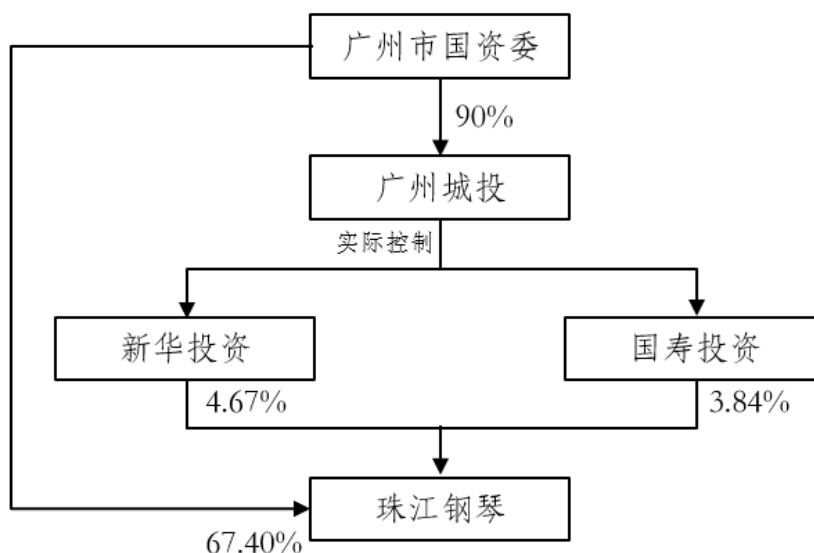 广州市国资委
90%
广州城投
实际控制
新华投资
国寿投资
4.67%
3.84%
珠江钢琴
67.40%